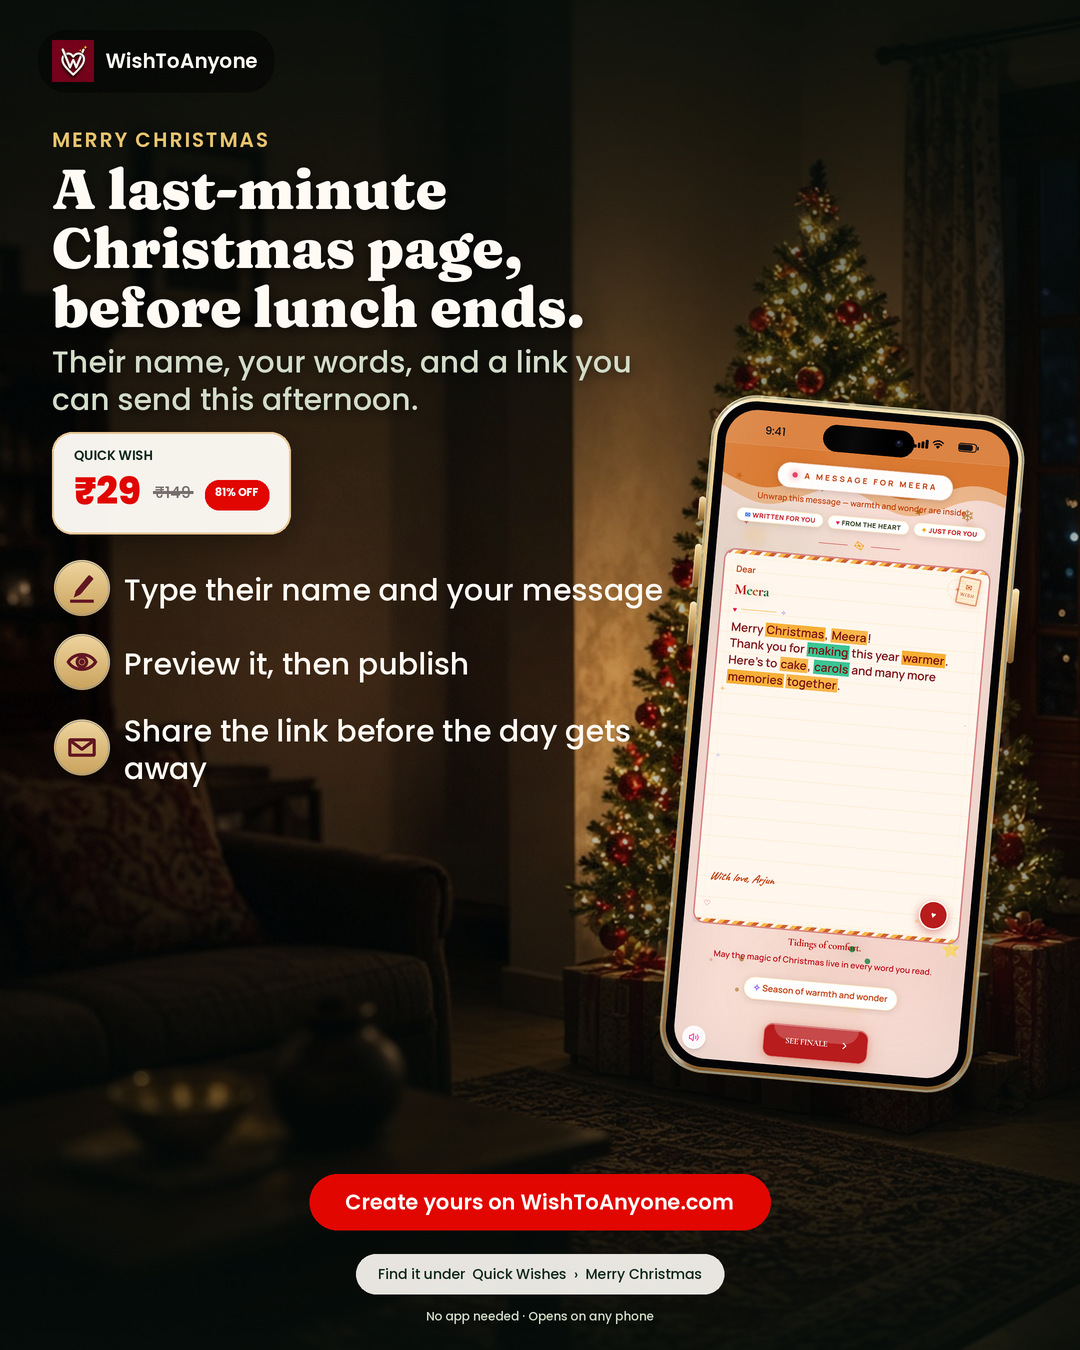 WishToAnyone
MERRY CHRISTMAS
A last-minute
Christmas page,
before lunch ends.
Their name, your words, and a link you
can send this afternoon.
QUICK WISH
₹29 ₹149 81% OFF
Type their name and your message
Preview it, then publish
Share the link before the day gets
away
9:41
A MESSAGE FOR MEERA
Unwrap this message — warmth and wonder are inside
WRITTEN FOR YOU
FROM THE HEART
JUST FOR YOU
Dear
WISH
Meera
Merry Christmas, Meera!
Thank you for making this year warmer.
Here's to cake, carols and many more
memories together.
With love, Arjun
Tidings of comfort.
May the magic of Christmas live in every word you read.
Season of warmth and wonder
SEE FINALE
Create yours on WishToAnyone.com
Find it under Quick Wishes › Merry Christmas
No app needed · Opens on any phone